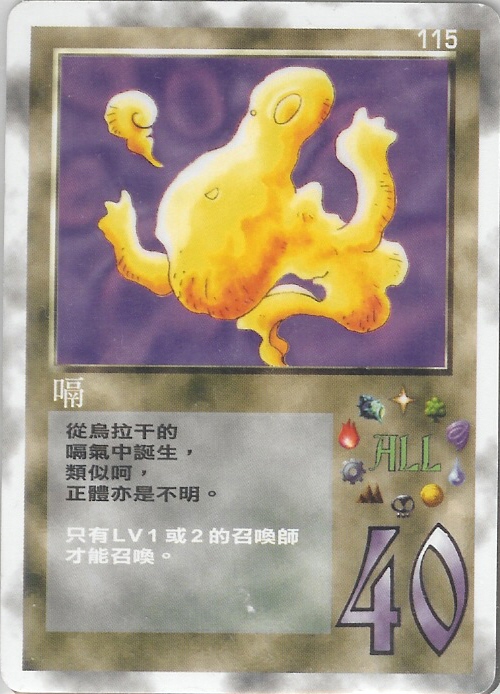 115
嗝
從烏拉干的
嗝氣中誕生，
類似呵，
正體亦是不明。
只有LV1或2的召喚師
才能召喚。
ALL
40